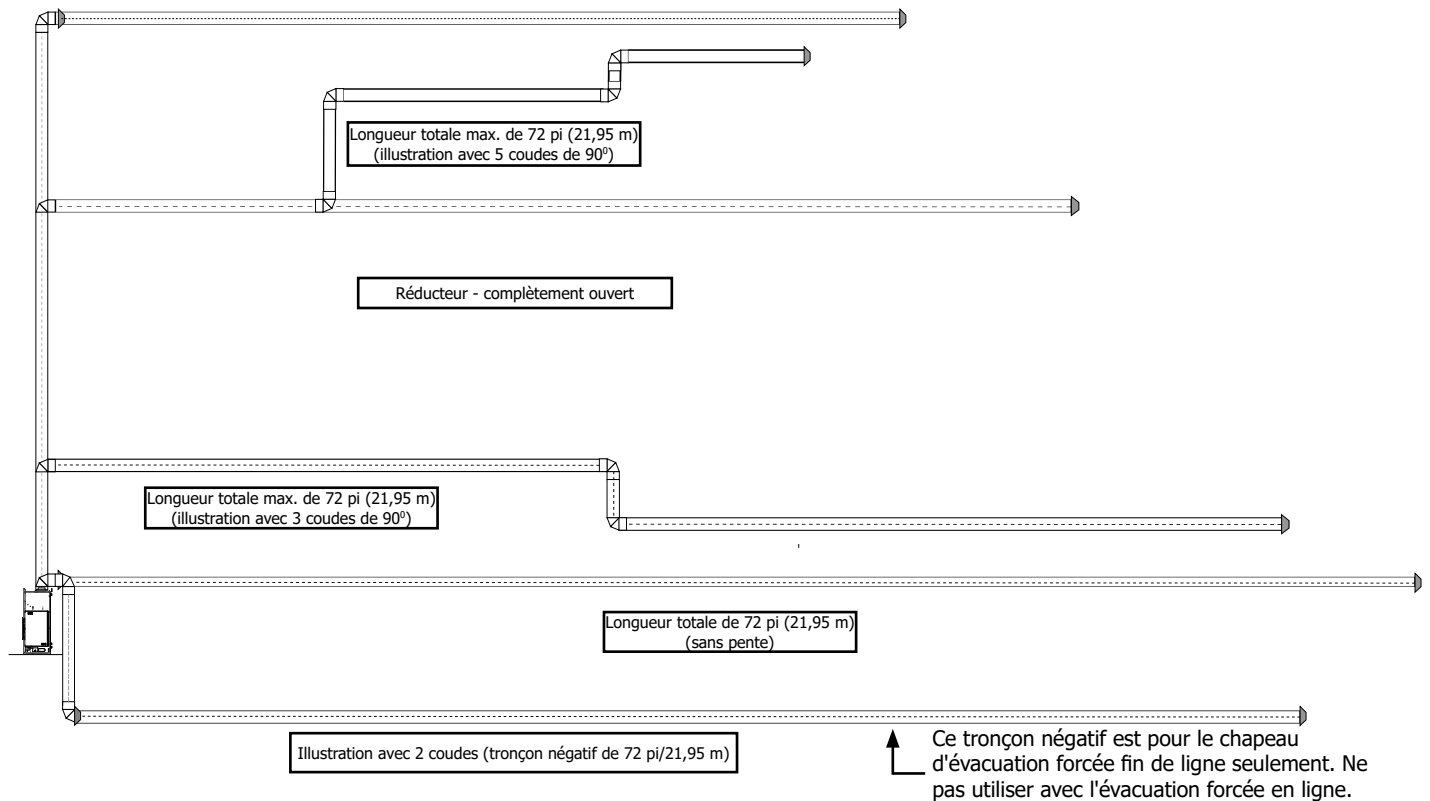 Longueur totale max. de 72 pi (21,95 m)
(illustration avec 5 coudes de 90⁰)
Réducteur - complètement ouvert
Longueur totale max. de 72 pi (21,95 m)
(illustration avec 3 coudes de 90⁰)
Longueur totale de 72 pi (21,95 m)
(sans pente)
Illustration avec 2 coudes (tronçon négatif de 72 pi/21,95 m)
Ce tronçon négatif est pour le chapeau
d'évacuation forcée fin de ligne seulement. Ne
pas utiliser avec l'évacuation forcée en ligne.